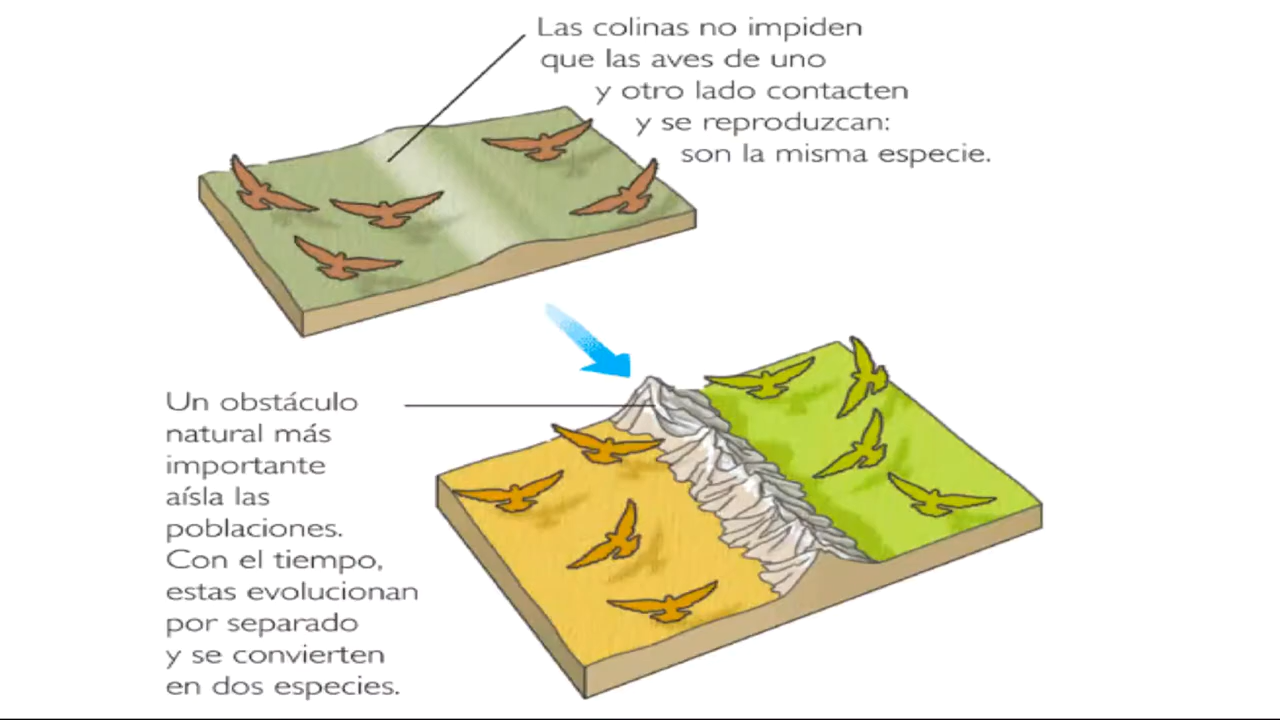 Las colinas no impiden
que las aves de uno
y otro lado contacten
y se reproduzcan:
son la misma especie.
Un obstáculo
natural más
importante
aísla las
poblaciones.
Con el tiempo,
estas evolucionan
por separado
y se convierten
en dos especies.